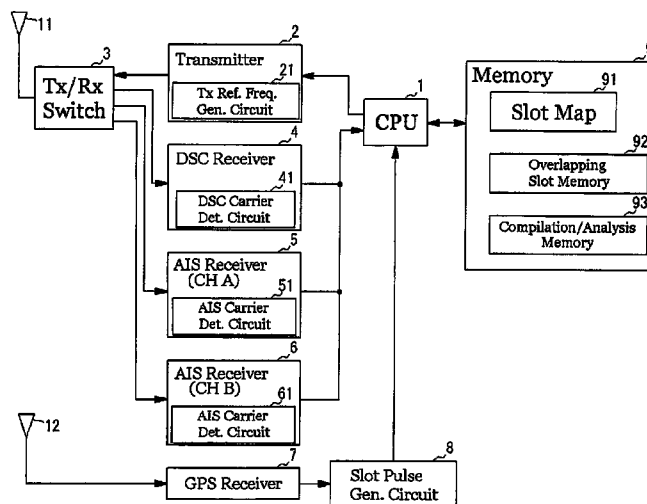 11
3
Tx/Rx
Switch
2
Transmitter
21
Tx Ref. Freq.
Gen. Circuit
4
DSC Receiver
41
DSC Carrier
Det. Circuit
5
AIS Receiver
(CH A)
51
AIS Carrier
Det. Circuit
6
AIS Receiver
(CH B)
61
AIS Carrier
Det. Circuit
12
7
GPS Receiver
8
Slot Pulse
Gen. Circuit
1
CPU
Memory
91
Slot Map
92
Overlapping
Slot Memory
93
Compilation/Analysis
Memory